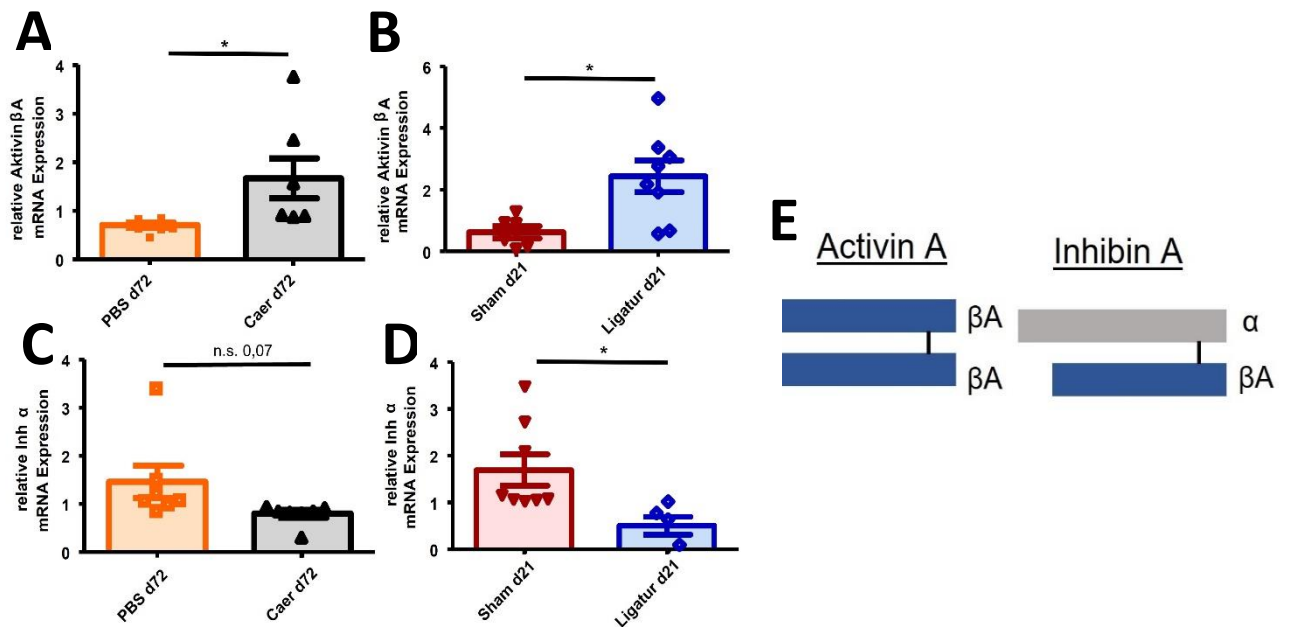 A
relative Aktivin β A
mRNA Expression
4
3
2
1
0
*
PBS d72
Caer d72
B
relative Aktivin β A
mRNA Expression
6
4
2
0
*
Sham d21
Ligatur d21
C
relative Inh α
mRNA Expression
4
3
2
1
0
n.s. 0,07
PBS d72
Caer d72
D
relative Inh α
mRNA Expression
4
3
2
1
0
*
Sham d21
Ligatur d21
E
Activin A
βA
βA
Inhibin A
α
βA